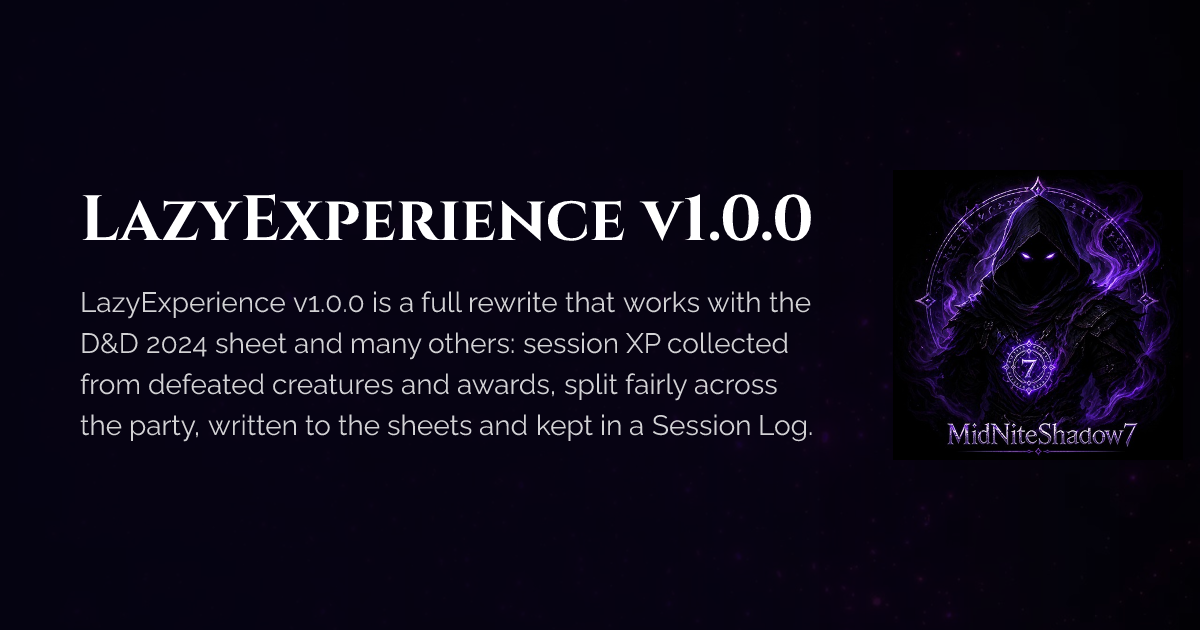 LazyExperience v1.0.0
LazyExperience v1.0.0 is a full rewrite that works with the
D&D 2024 sheet and many others: session XP collected
from defeated creatures and awards, split fairly across
the party, written to the sheets and kept in a Session Log.
7
MidNiteShadow7